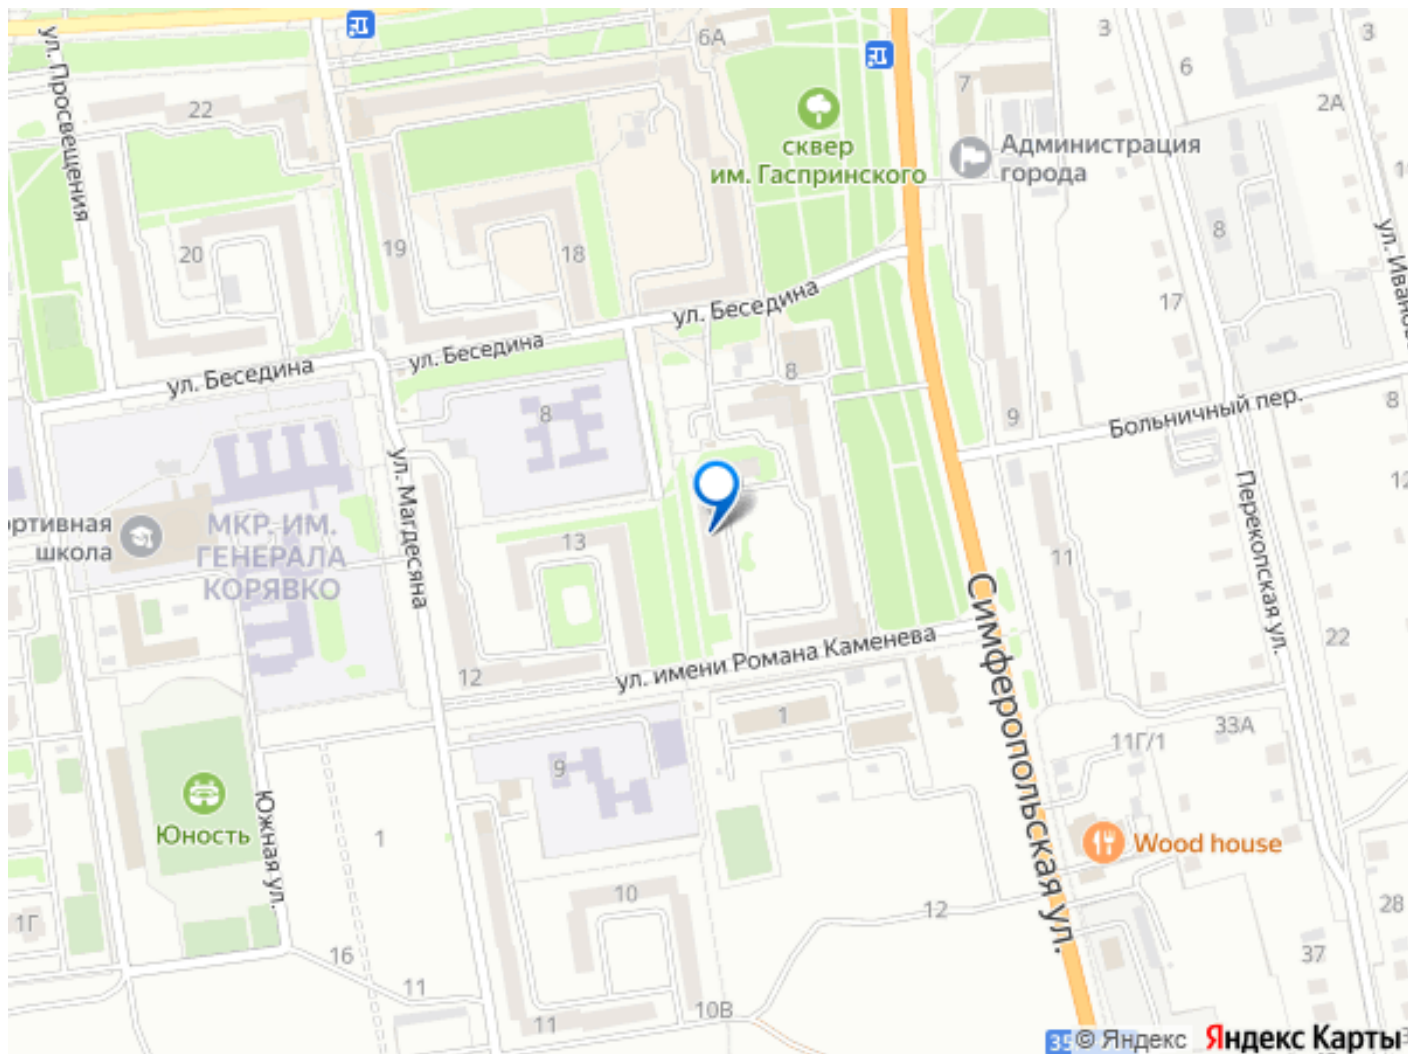 ул. Просвещения
22
6А
3
3
6
7
2А
сквер
им. Гаспринского
Администрация
города
20
19
18
8
17
ул. Беседина
ул. Беседина
ул. Беседина
8
8
9
Больничный пер.
8
12
ул. Магдесяна
Перекопская ул.
школа
МКР. ИМ.
ГЕНЕРАЛА
КОРЯВКО
13
11
Симферопольская ул.
22
12
ул. имени Романа Каменева
1
33А
11Г/1
9
Юность
Южная ул.
1
Wood house
10
12
28
1Г
16
37
11
11
10В
© Яндекс
Яндекс Карты